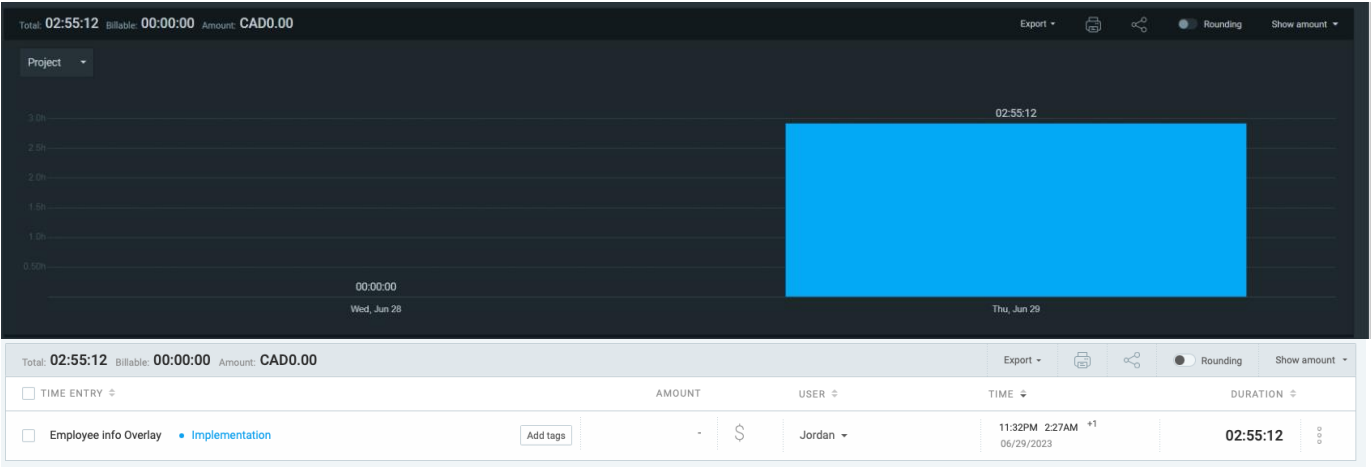 Total: 02:55:12 Billable: 00:00:00 Amount: CAD0.00 Export Rounding Show amount
Project
02:55:12
3.0h
2.5h
2.0h
1.5h
1.0h
0.50h
00:00:00
Wed, Jun 28 Thu, Jun 29
Total: 02:55:12 Billable: 00:00:00 Amount: CAD0.00 Export Rounding Show amount
TIME ENTRY AMOUNT USER TIME DURATION
Employee info Overlay • Implementation Add tags - $ Jordan 11:32PM 2:27AM +1 02:55:12
06/29/2023